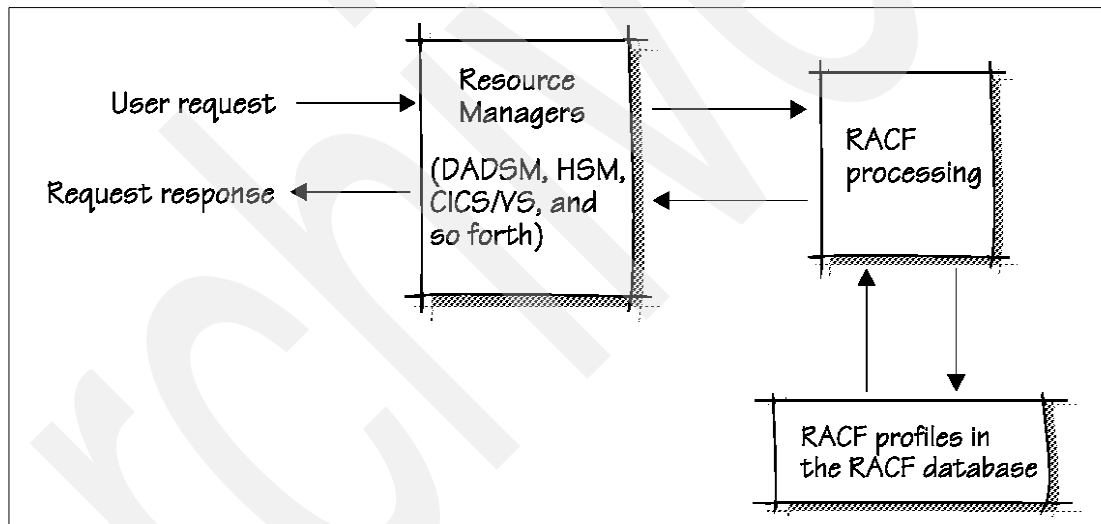 User request
Request response
Resource
Managers
(DADSM, HSM,
CICS/VS, and
so forth)
RACF
processing
RACF profiles in
the RACF database